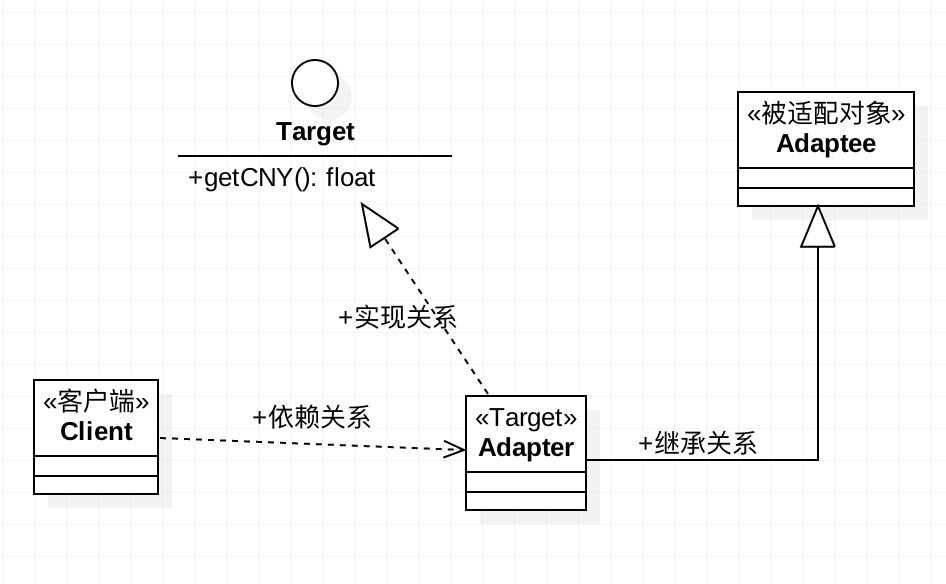 Target
+getCNY(): float
«被适配对象»
Adaptee
+实现关系
«客户端»
Client
+依赖关系
«Target»
Adapter
+继承关系